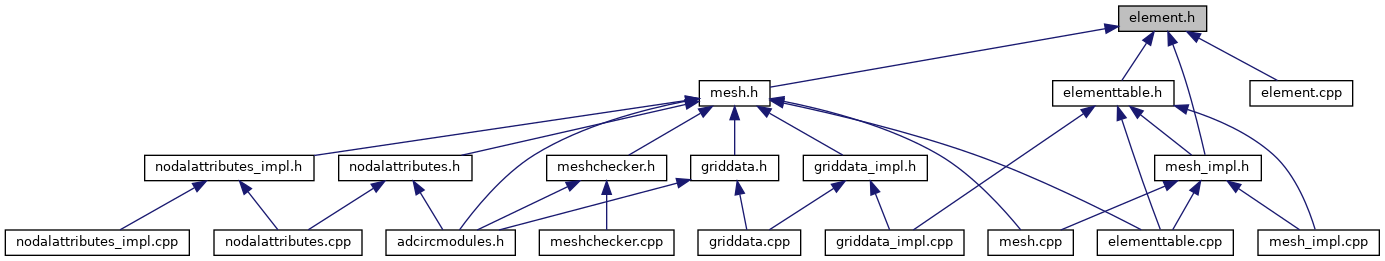 element.h
mesh.h
elementtable.h
element.cpp
nodalattributes_impl.h
nodalattributes.h
meshchecker.h
griddata.h
griddata_impl.h
mesh_impl.h
nodalattributes_impl.cpp
nodalattributes.cpp
adcircmodules.h
meshchecker.cpp
griddata.cpp
griddata_impl.cpp
mesh.cpp
elementtable.cpp
mesh_impl.cpp